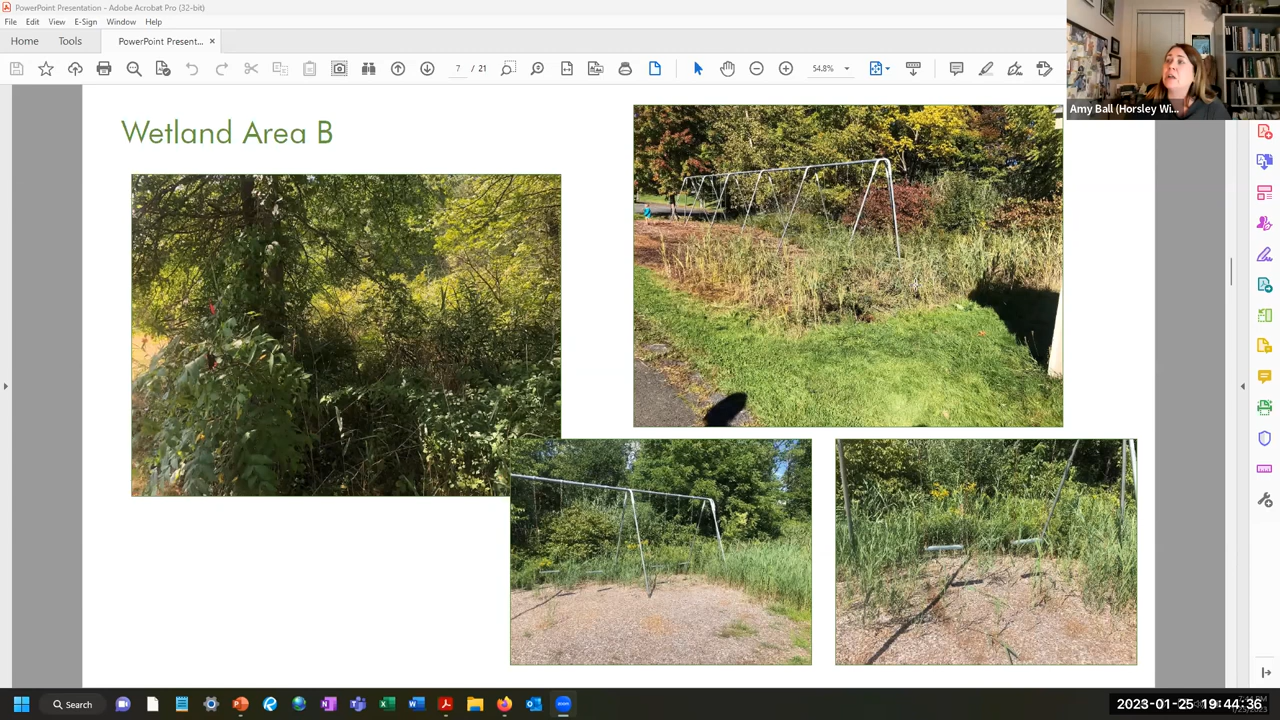 PowerPoint Presentation - Adobe Acrobat Pro (32-bit)
File Edit View E-Sign Window Help
Home Tools PowerPoint Present... ×
7 54.8%
Amy Ball (Horsley Wi...
Wetland Area B
Search
2023-01-25 19:44:36